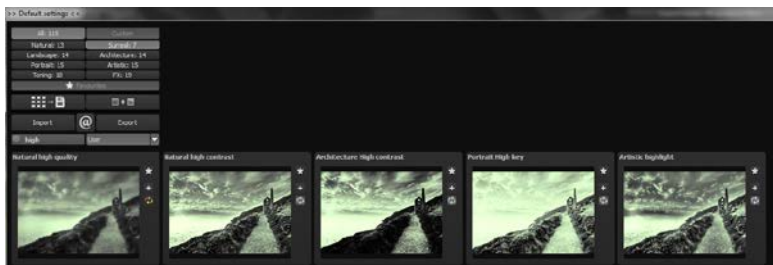 >> Default settings <<
All: 115 Custom
Natural: 13 Surreal: 7
Landscape: 14 Architecture: 14
Portrait: 15 Artistic: 15
Toning: 18 FX: 19
Favourites
Import @ Export
high User
Natural high quality Natural high contrast Architecture High contrast Portrait High key Artistic highlight